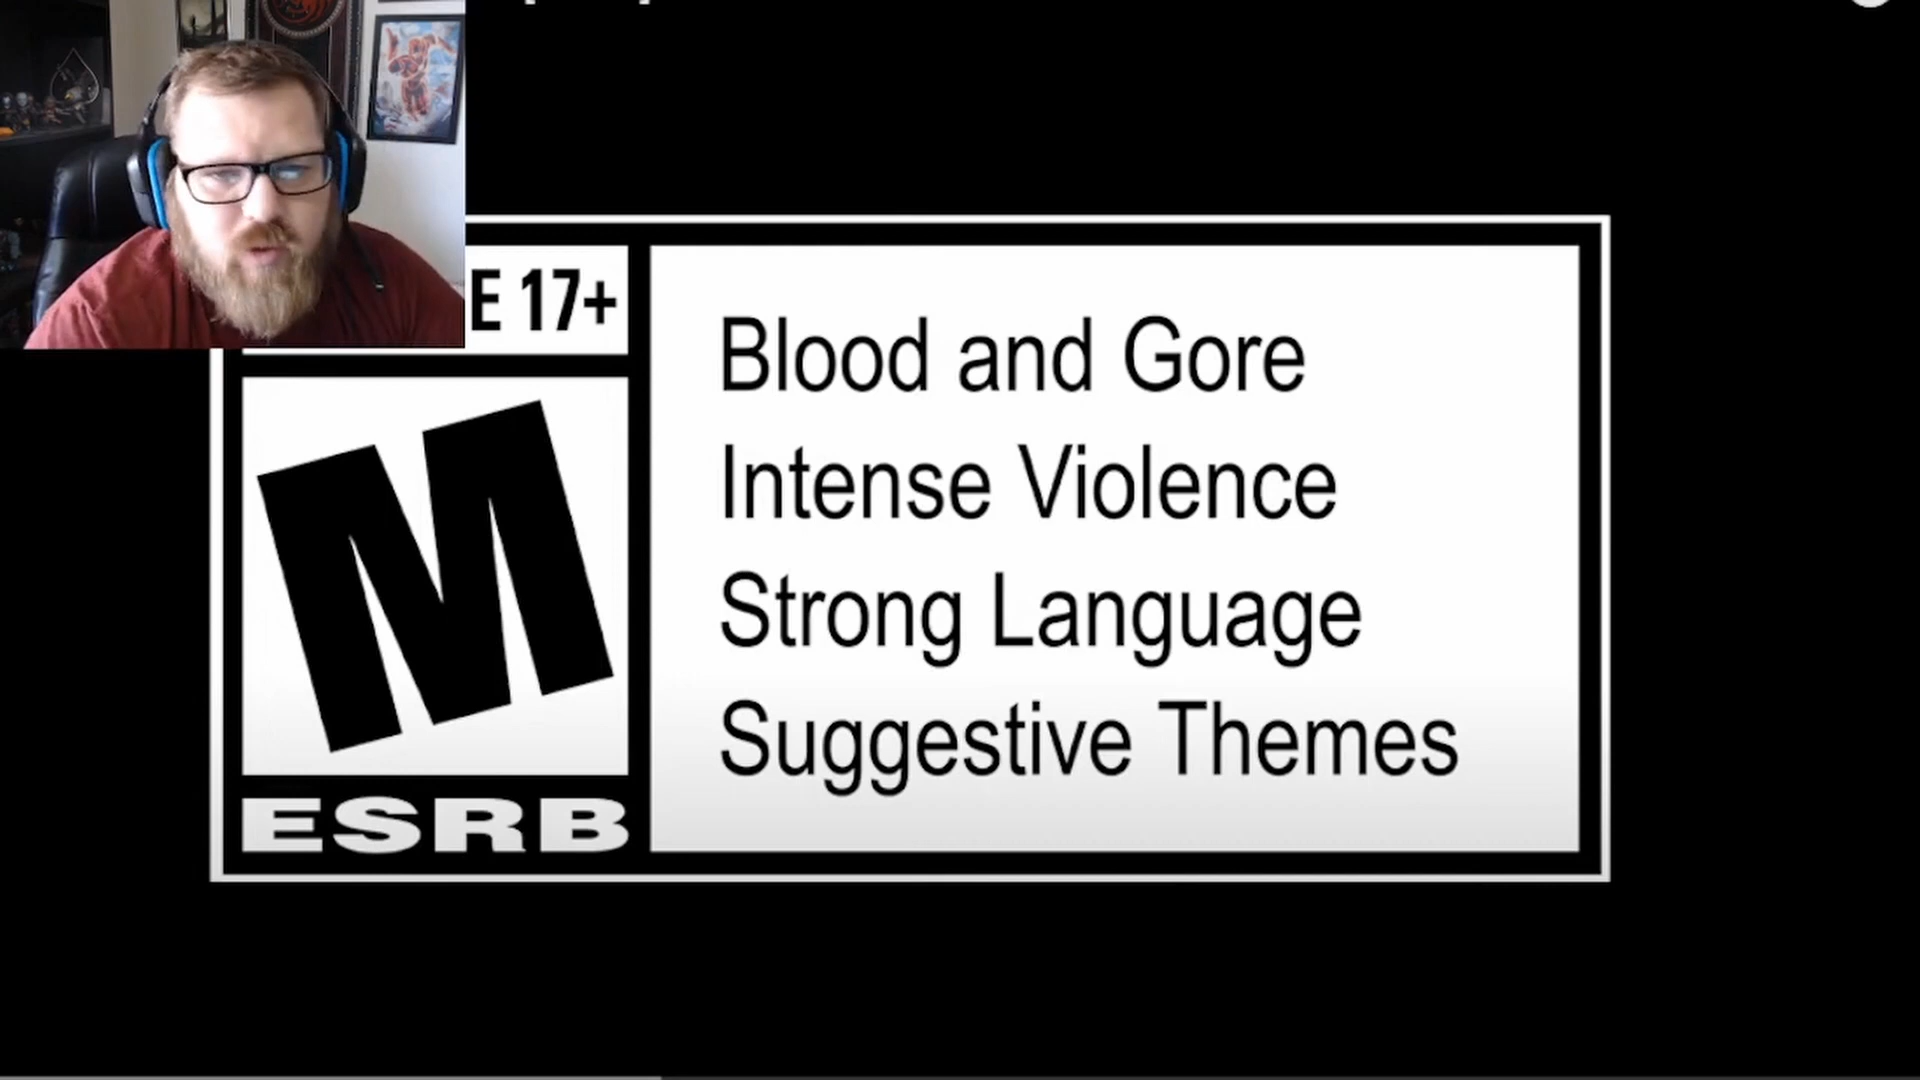 E 17+
Blood and Gore
Intense Violence
Strong Language
Suggestive Themes
M
ESRB